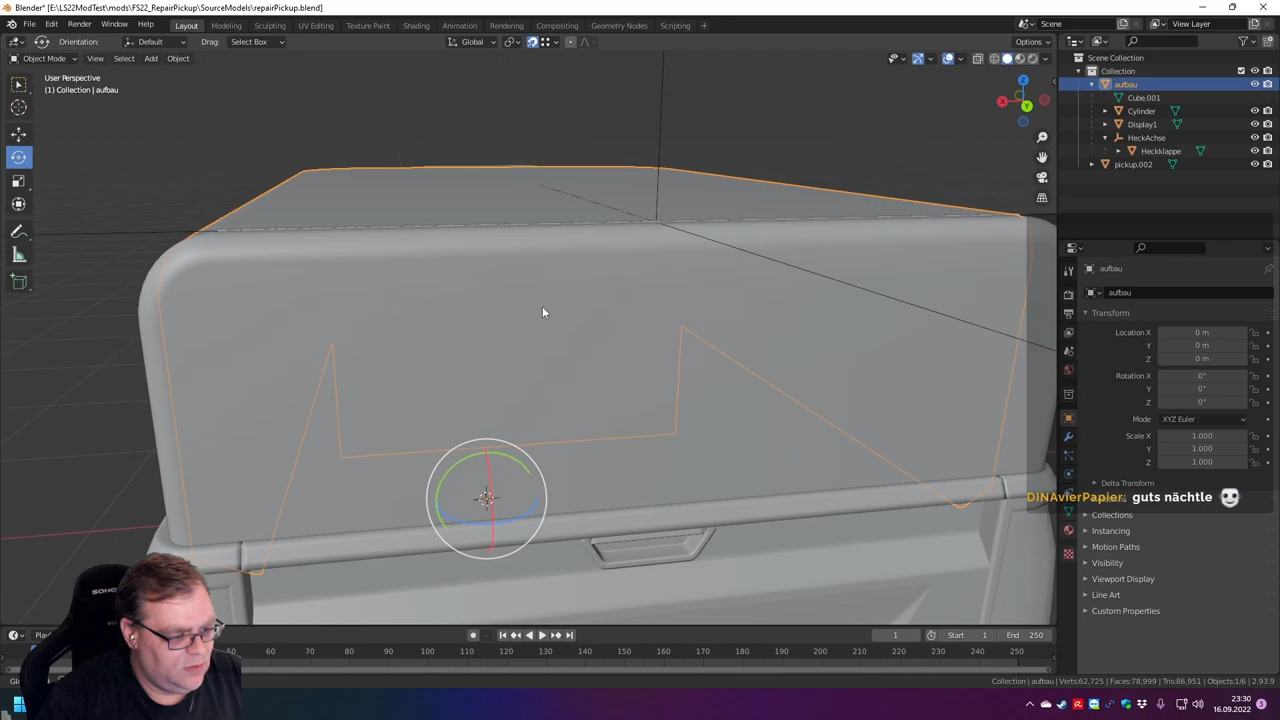 Blender* [E:\LS22ModTest\mods\FS22_RepairPickup\SourceModels\repairPickup.blend]
File Edit Render Window Help Layout Modeling Sculpting UV Editing Texture Paint Shading Animation Rendering Compositing Geometry Nodes Scripting + Scene View Layer
Orientation: Default Drag: Select Box Global Options
Object Mode View Select Add Object
User Perspective
(1) Collection | aufbau
Scene Collection
Collection
aufbau
Cube.001
Cylinder
Display1
HeckAchse
Heckklappe
pickup.002
aufbau
aufbau
Transform
Location X 0 m
Y 0 m
Z 0 m
Rotation X 0°
Y 0°
Z 0°
Mode XYZ Euler
Scale X 1.000
Y 1.000
Z 1.000
Delta Transform
DINAvierPapier: guts nächtle
Collections
Instancing
Motion Paths
Visibility
Viewport Display
Line Art
Custom Properties
1 Start 1 End 250
50 60 70 80 90 100 110 120 130 140 150 160 170 180 190 200 210 220 230 240 250
Collection | aufbau | Verts:62,725 | Faces:78,999 | Tris:86,951 | Objects:1/6 | 2.93.9
23:30
16.09.2022